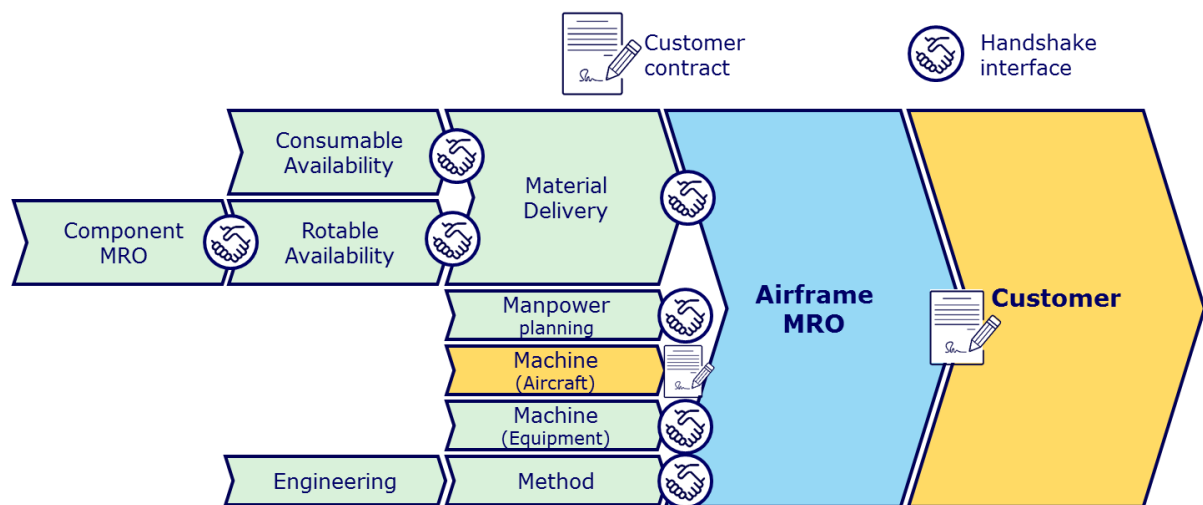 Customer
contract
Handshake
interface
Consumable
Availability
Component
MRO
Rotable
Availability
Material
Delivery
Manpower
planning
Machine
(Aircraft)
Machine
(Equipment)
Engineering
Method
Airframe
MRO
Customer